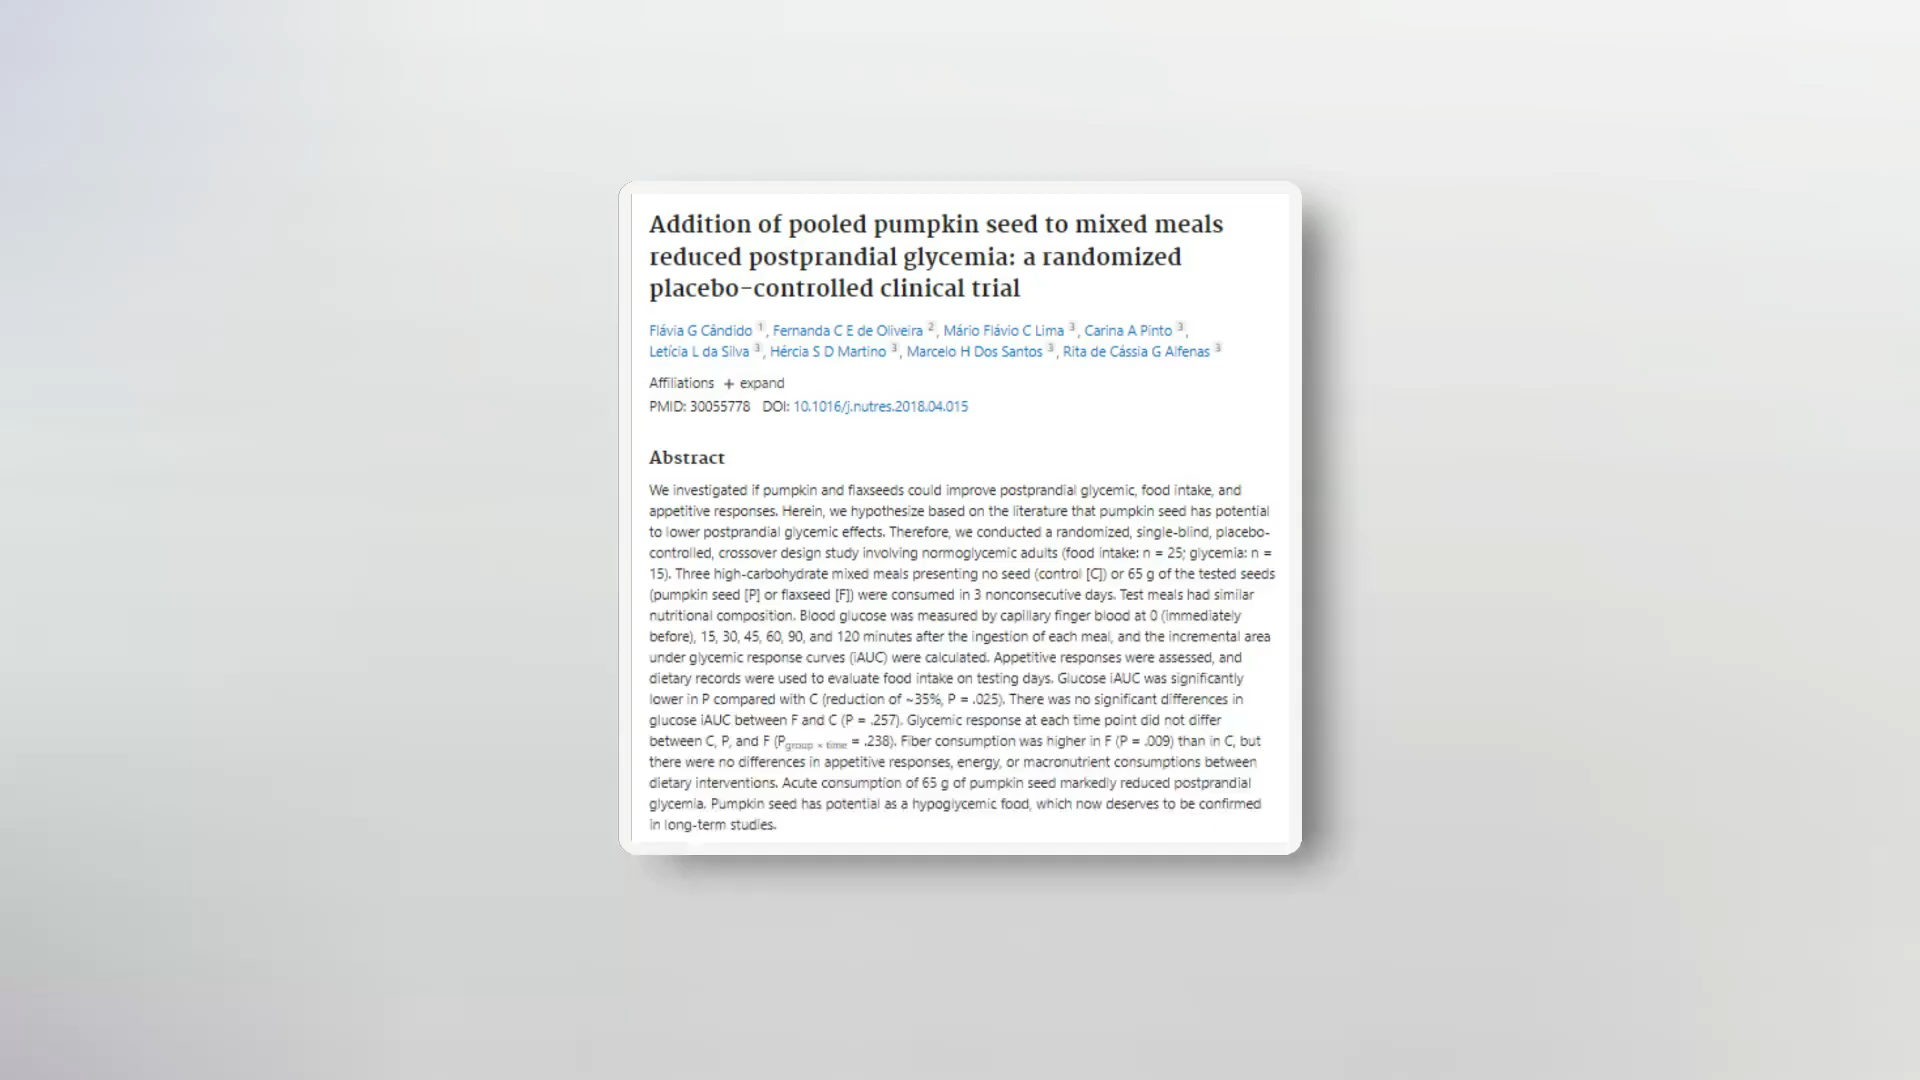 Addition of pooled pumpkin seed to mixed meals
reduced postprandial glycemia: a randomized
placebo-controlled clinical trial
Flávia G Cândido 1, Fernanda C E de Oliveira 2, Mário Flávio C Lima 3, Carina A Pinto 3,
Letícia L da Silva 3, Hércia S D Martino 3, Marcelo H Dos Santos 3, Rita de Cássia G Alfenas 3
Affiliations + expand
PMID: 30055778 DOI: 10.1016/j.nutres.2018.04.015
Abstract
We investigated if pumpkin and flaxseeds could improve postprandial glycemic, food intake, and
appetitive responses. Herein, we hypothesize based on the literature that pumpkin seed has potential
to lower postprandial glycemic effects. Therefore, we conducted a randomized, single-blind, placebo-
controlled, crossover design study involving normoglycemic adults (food intake: n = 25; glycemia: n =
15). Three high-carbohydrate mixed meals presenting no seed (control [C]) or 65 g of the tested seeds
(pumpkin seed [P] or flaxseed [F]) were consumed in 3 nonconsecutive days. Test meals had similar
nutritional composition. Blood glucose was measured by capillary finger blood at 0 (immediately
before), 15, 30, 45, 60, 90, and 120 minutes after the ingestion of each meal, and the incremental area
under glycemic response curves (iAUC) were calculated. Appetitive responses were assessed, and
dietary records were used to evaluate food intake on testing days. Glucose iAUC was significantly
lower in P compared with C (reduction of ~35%, P = .025). There was no significant differences in
glucose iAUC between F and C (P = .257). Glycemic response at each time point did not differ
between C, P, and F (Pgroup × time = .238). Fiber consumption was higher in F (P = .009) than in C, but
there were no differences in appetitive responses, energy, or macronutrient consumptions between
dietary interventions. Acute consumption of 65 g of pumpkin seed markedly reduced postprandial
glycemia. Pumpkin seed has potential as a hypoglycemic food, which now deserves to be confirmed
in long-term studies.